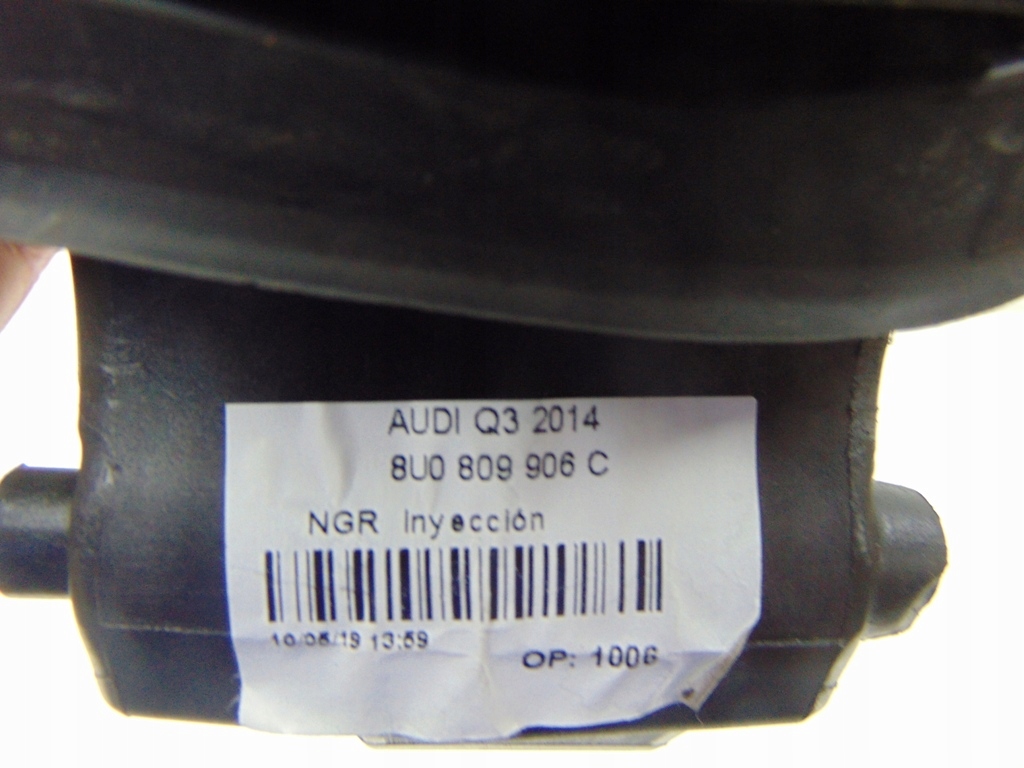 AUDI Q3 2014
8U0 809 906 C
NGR Inyección
10/06/19 13:59
OP: 1006